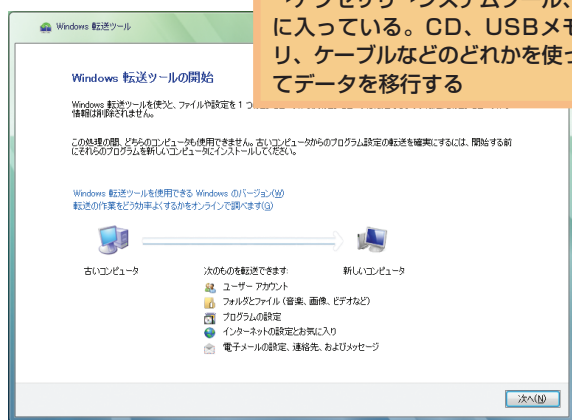 アクセサリ→システムツール、
に入っている。CD、USBメモ
リ、ケーブルなどのどれかを使っ
てデータを移行する
Windows 転送ツール
Windows 転送ツールの開始
Windows 転送ツールを使うと、ファイルや設定を 1 つ
情報は削除されません。
この処理の間、どちらのコンピュータも使用できません。古いコンピュータからのプログラム設定の転送を確実にするには、開始する前
にそれらのプログラムを新しいコンピュータにインストールしてください。
Windows 転送ツールを使用できる Windows のバージョン(W)
転送の作業をどう効率よくするかをオンラインで調べます(G)
古いコンピュータ
次のものを転送できます:
新しいコンピュータ
ユーザー アカウント
フォルダとファイル (音楽、画像、ビデオなど)
プログラムの設定
インターネットの設定とお気に入り
電子メールの設定、連絡先、およびメッセージ
次へ(N)